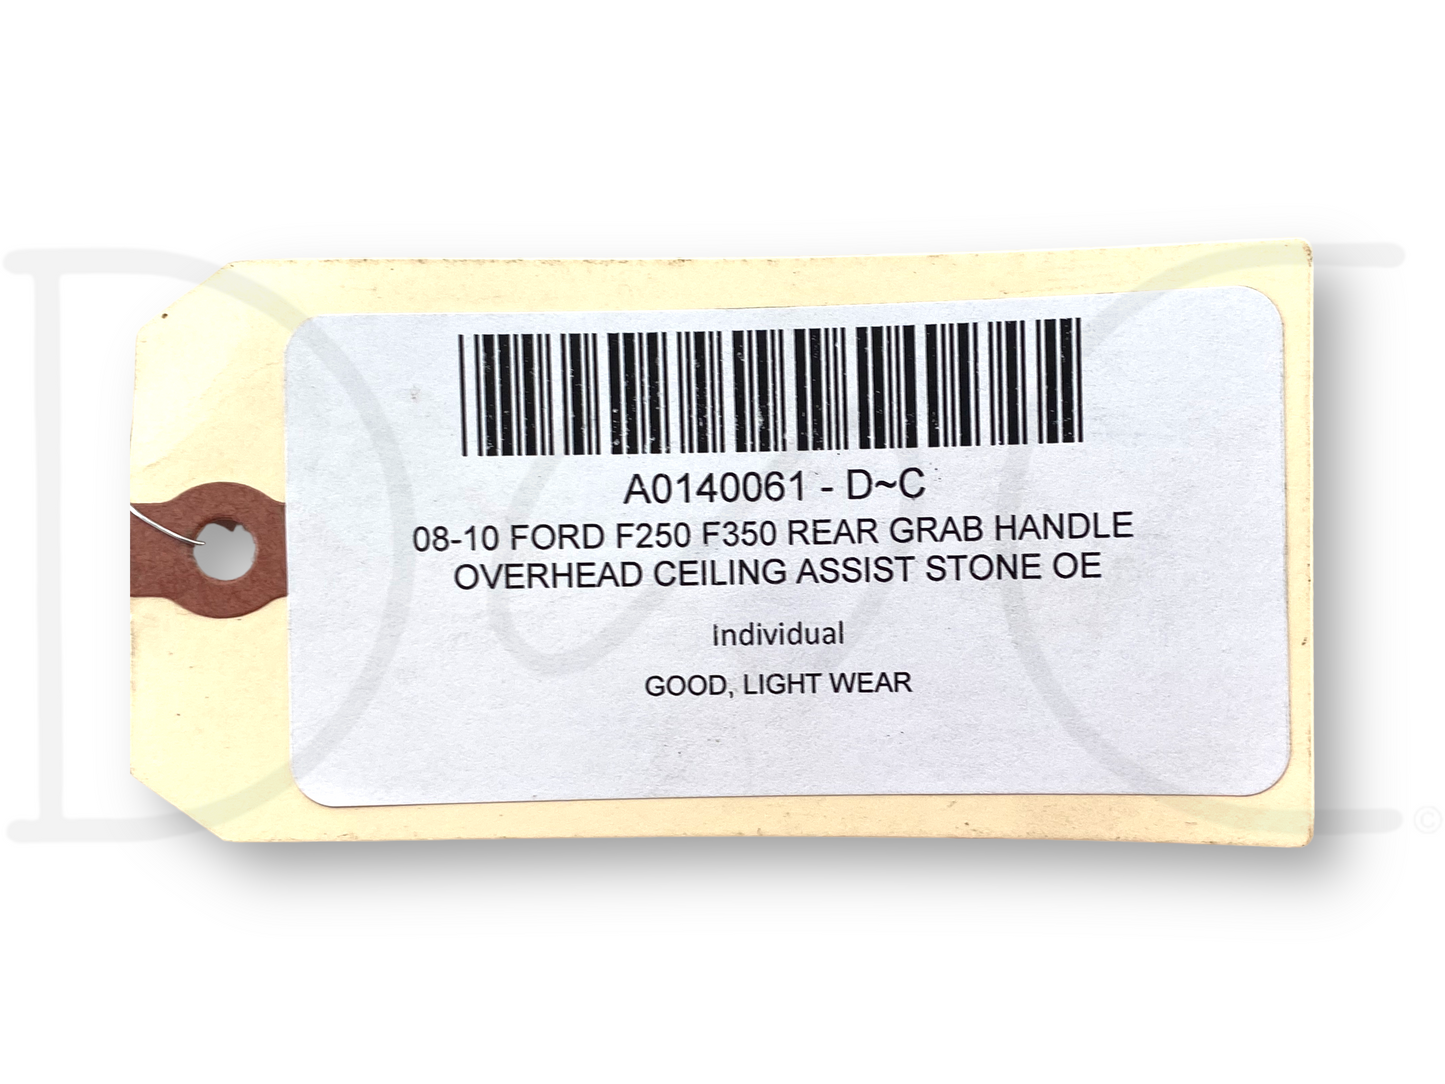 A0140061 - D~C
08-10 FORD F250 F350 REAR GRAB HANDLE
OVERHEAD CEILING ASSIST STONE OE
Individual
GOOD, LIGHT WEAR
D C ©